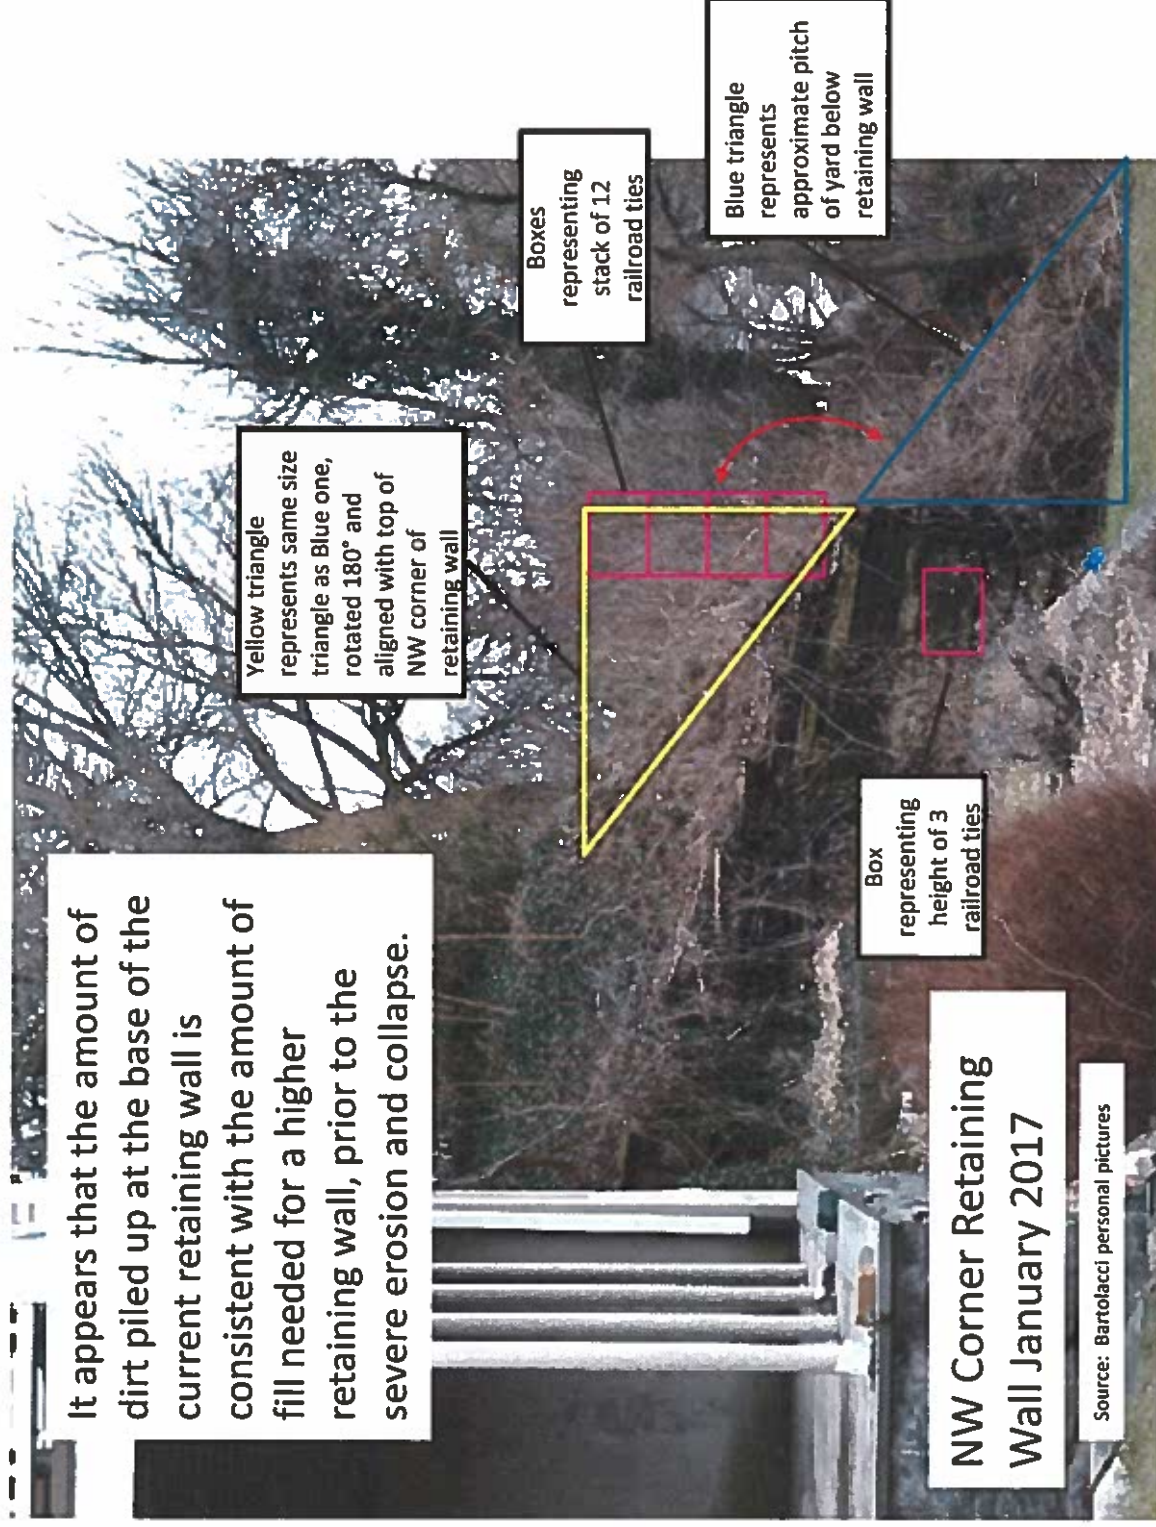 It appears that the amount of
dirt piled up at the base of the
current retaining wall is
consistent with the amount of
fill needed for a higher
retaining wall, prior to the
severe erosion and collapse.
Yellow triangle
represents same size
triangle as Blue one,
rotated 180° and
aligned with top of
NW corner of
retaining wall
Boxes
representing
stack of 12
railroad ties
Blue triangle
represents
approximate pitch
of yard below
retaining wall
Box
representing
height of 3
railroad ties
NW Corner Retaining
Wall January 2017
Source: Bartolacci personal pictures